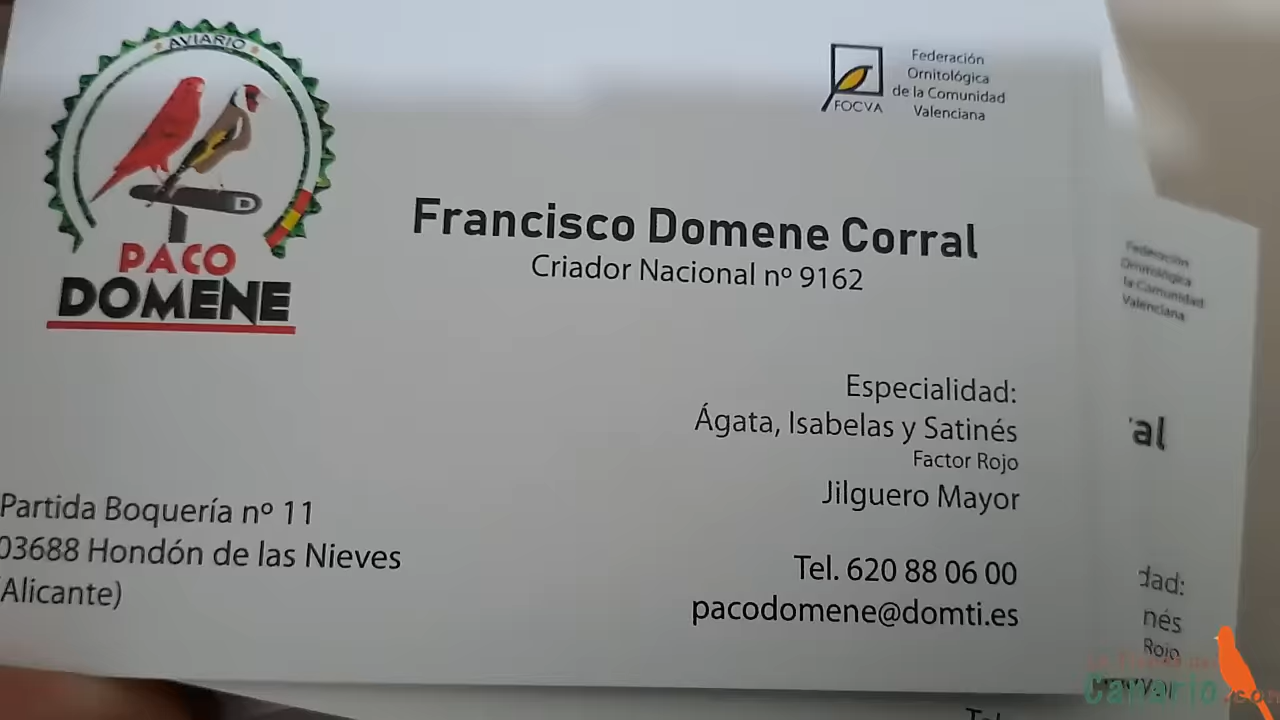 AVIARIO
D
PACO
DOMENE
FOCVA
Federación
Ornitológica
de la Comunidad
Valenciana
Francisco Domene Corral
Criador Nacional nº 9162
Especialidad:
Ágata, Isabelas y Satinés
Factor Rojo
Jilguero Mayor
Partida Boquería nº 11
03688 Hondón de las Nieves
(Alicante)
Tel. 620 88 06 00
pacodomene@domti.es
Federación
Ornitológica
la Comunidad
Valenciana
ral
dad:
nés
Rojo
Canario.com